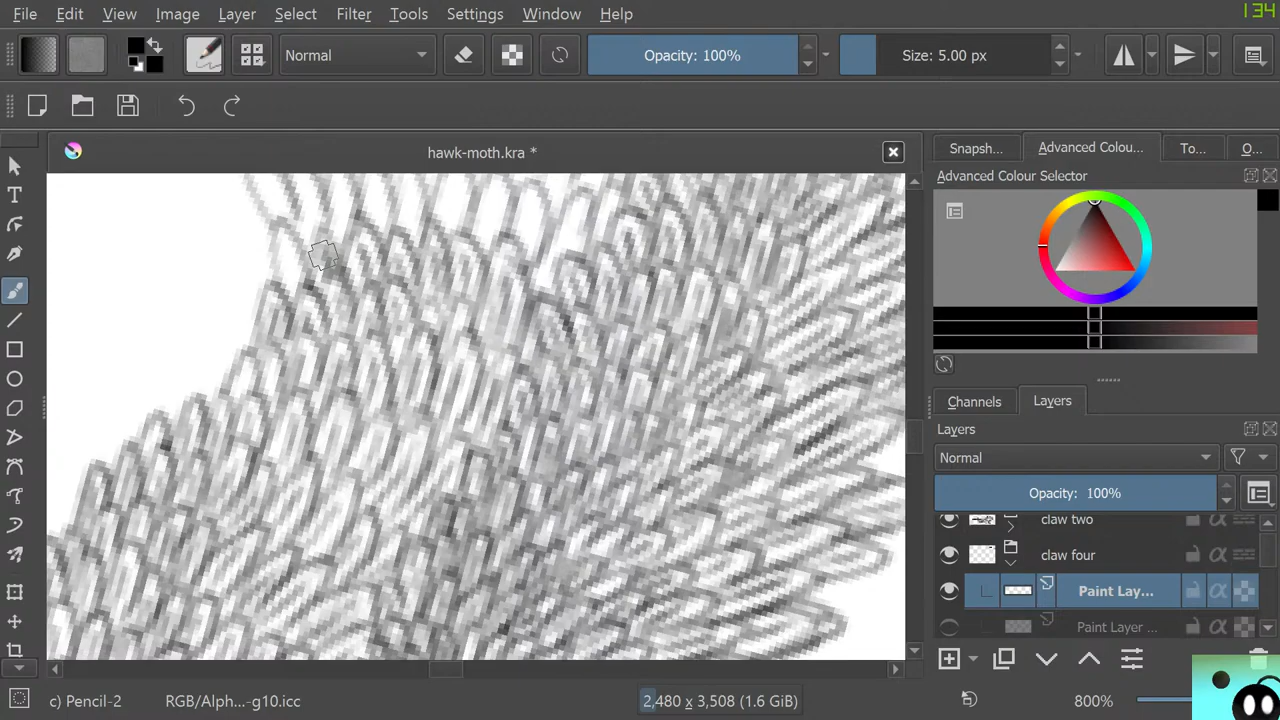 File Edit View Image Layer Select Filter Tools Settings Window Help
134
Normal Opacity: 100% Size: 5.00 px
hawk-moth.kra *
Snapsh... Advanced Colou... To... O...
Advanced Colour Selector
Channels Layers
Layers
Normal
Opacity: 100%
claw two
claw four
Paint Lay...
Paint Layer ...
c) Pencil-2 RGB/Alph...-g10.icc 2,480 x 3,508 (1.6 GiB) 800%